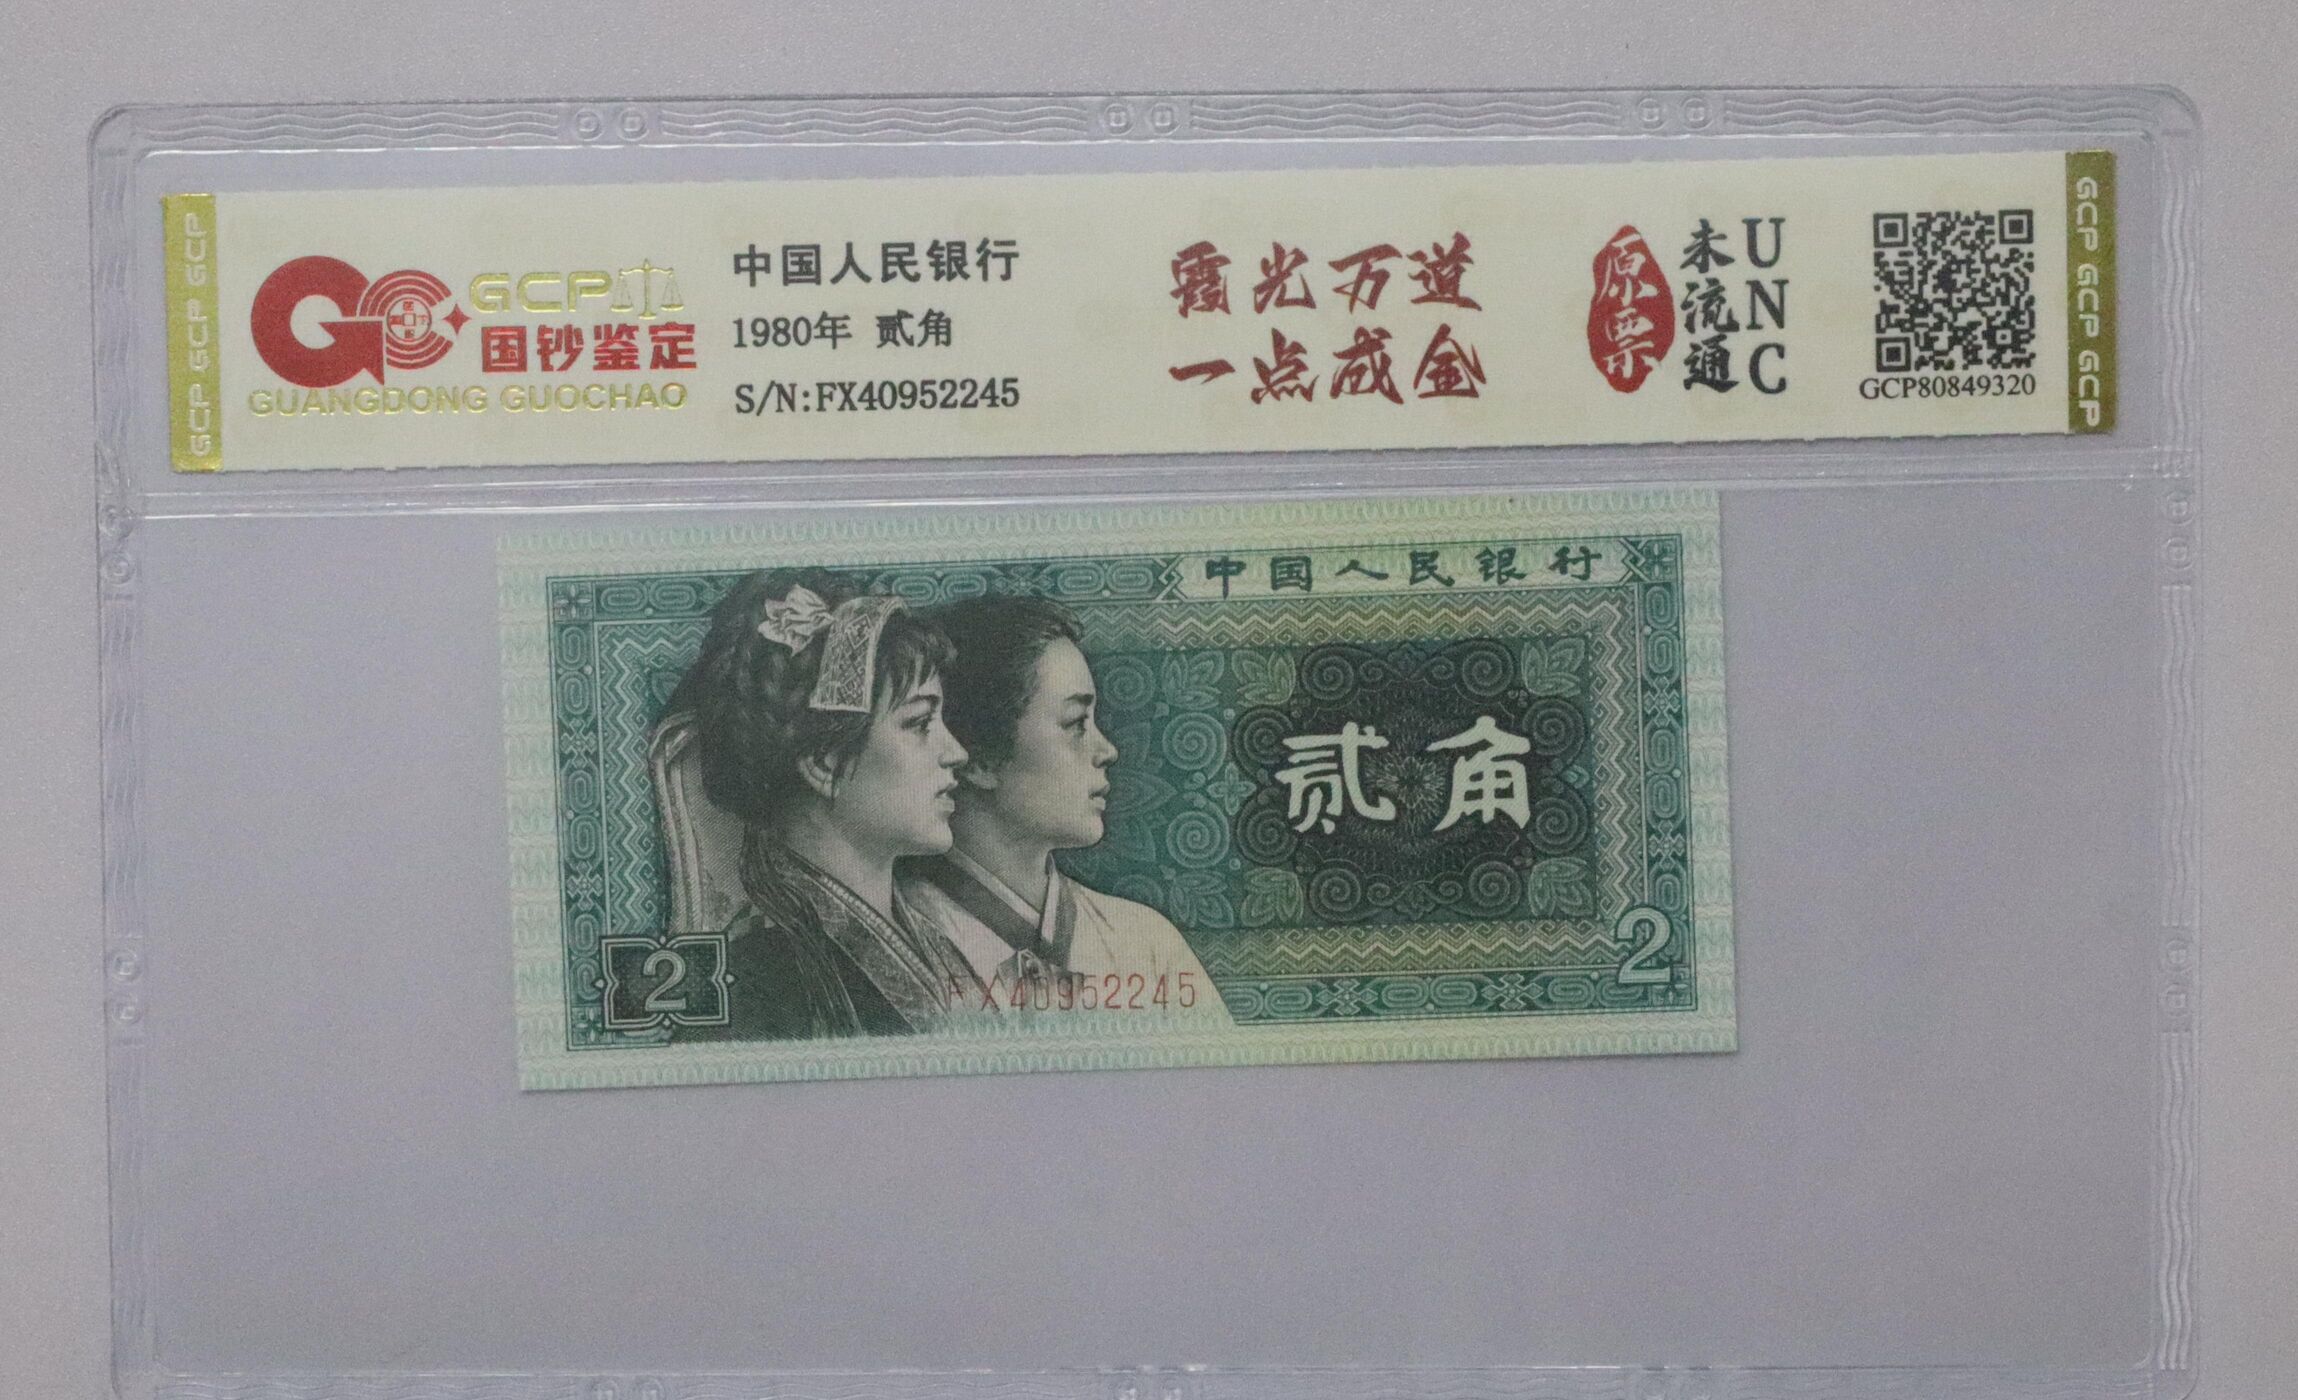 GCP GCP GCP
GCP
国钞鉴定
GUANGDONG GUOCHAO
中国人民银行
1980年 贰角
S/N:FX40952245
霞光万道
一点成金
原票
未流通
UNC
GCP80849320
GCP GCP GCP
中国人民银行
贰角
2
2
FX40952245